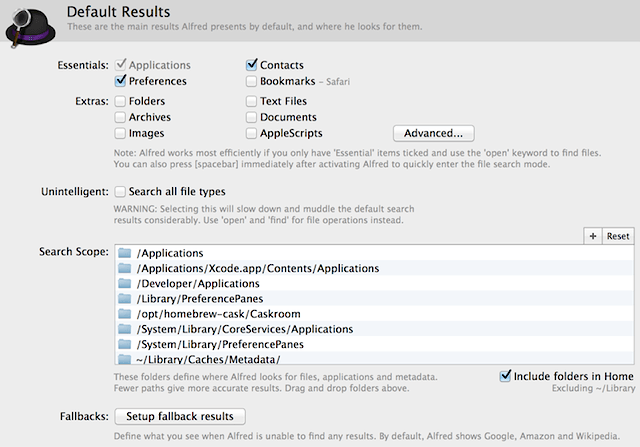 Default Results
These are the main results Alfred presents by default, and where he looks for them.
Essentials: Applications Contacts
Preferences Bookmarks - Safari
Extras: Folders Text Files
Archives Documents
Images AppleScripts Advanced...
Note: Alfred works most efficiently if you only have 'Essential' items ticked and use the 'open' keyword to find files.
You can also press [spacebar] immediately after activating Alfred to quickly enter the file search mode.
Unintelligent: Search all file types
WARNING: Selecting this will slow down and muddle the default search
results considerably. Use 'open' and 'find' for file operations instead.
+ Reset
Search Scope: /Applications
/Applications/Xcode.app/Contents/Applications
/Developer/Applications
/Library/PreferencePanes
/opt/homebrew-cask/Caskroom
/System/Library/CoreServices/Applications
/System/Library/PreferencePanes
~/Library/Caches/Metadata/
These folders define where Alfred looks for files, applications and metadata. Include folders in Home
Fewer paths give more accurate results. Drag and drop folders above. Excluding ~/Library
Fallbacks: Setup fallback results
Define what you see when Alfred is unable to find any results. By default, Alfred shows Google, Amazon and Wikipedia.